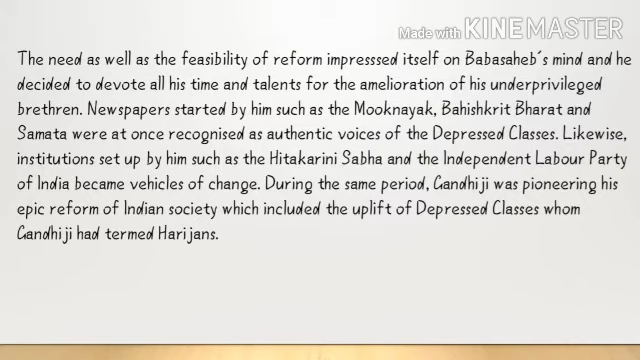 Made with KINEMASTER
The need as well as the feasibility of reform impresssed itself on Babasaheb´s mind and he
decided to devote all his time and talents for the amelioration of his underprivileged
brethren. Newspapers started by him such as the Mooknayak, Bahishkrit Bharat and
Samata were at once recognised as authentic voices of the Depressed Classes. Likewise,
institutions set up by him such as the Hitakarini Sabha and the Independent Labour Party
of India became vehicles of change. During the same period, Gandhiji was pioneering his
epic reform of Indian society which included the uplift of Depressed Classes whom
Gandhiji had termed Harijans.